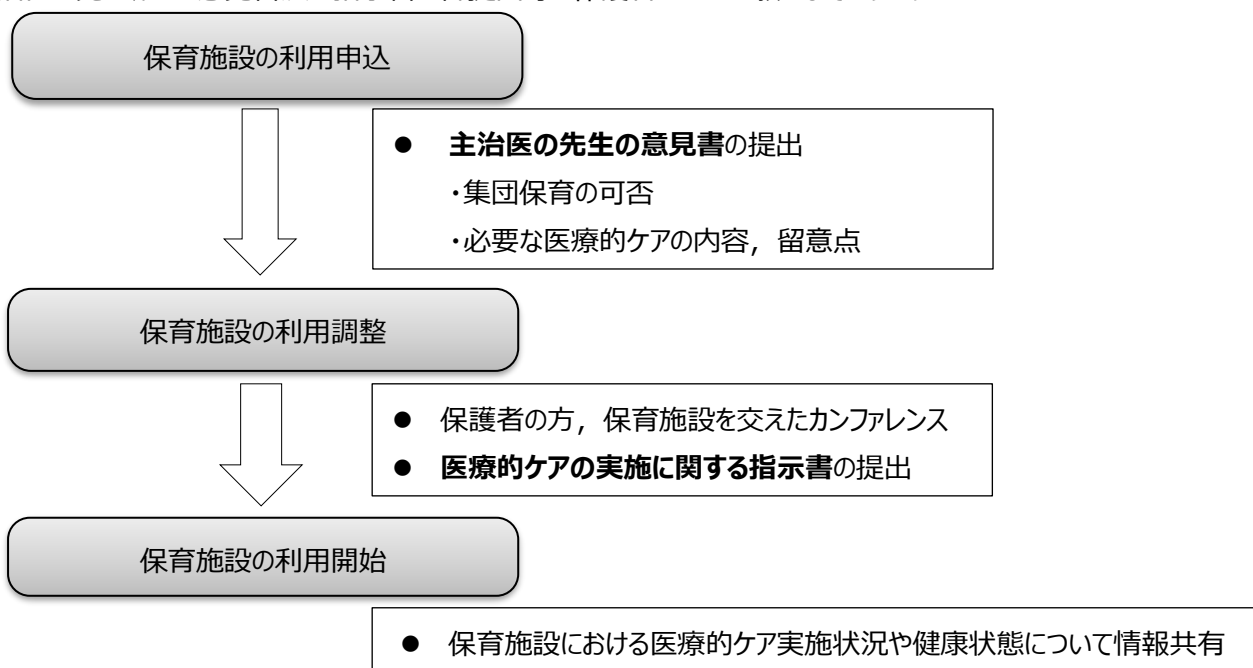 保育施設の利用申込
● 主治医の先生の意見書の提出
・集団保育の可否
・必要な医療的ケアの内容，留意点
保育施設の利用調整
● 保護者の方，保育施設を交えたカンファレンス
● 医療的ケアの実施に関する指示書の提出
保育施設の利用開始
● 保育施設における医療的ケア実施状況や健康状態について情報共有